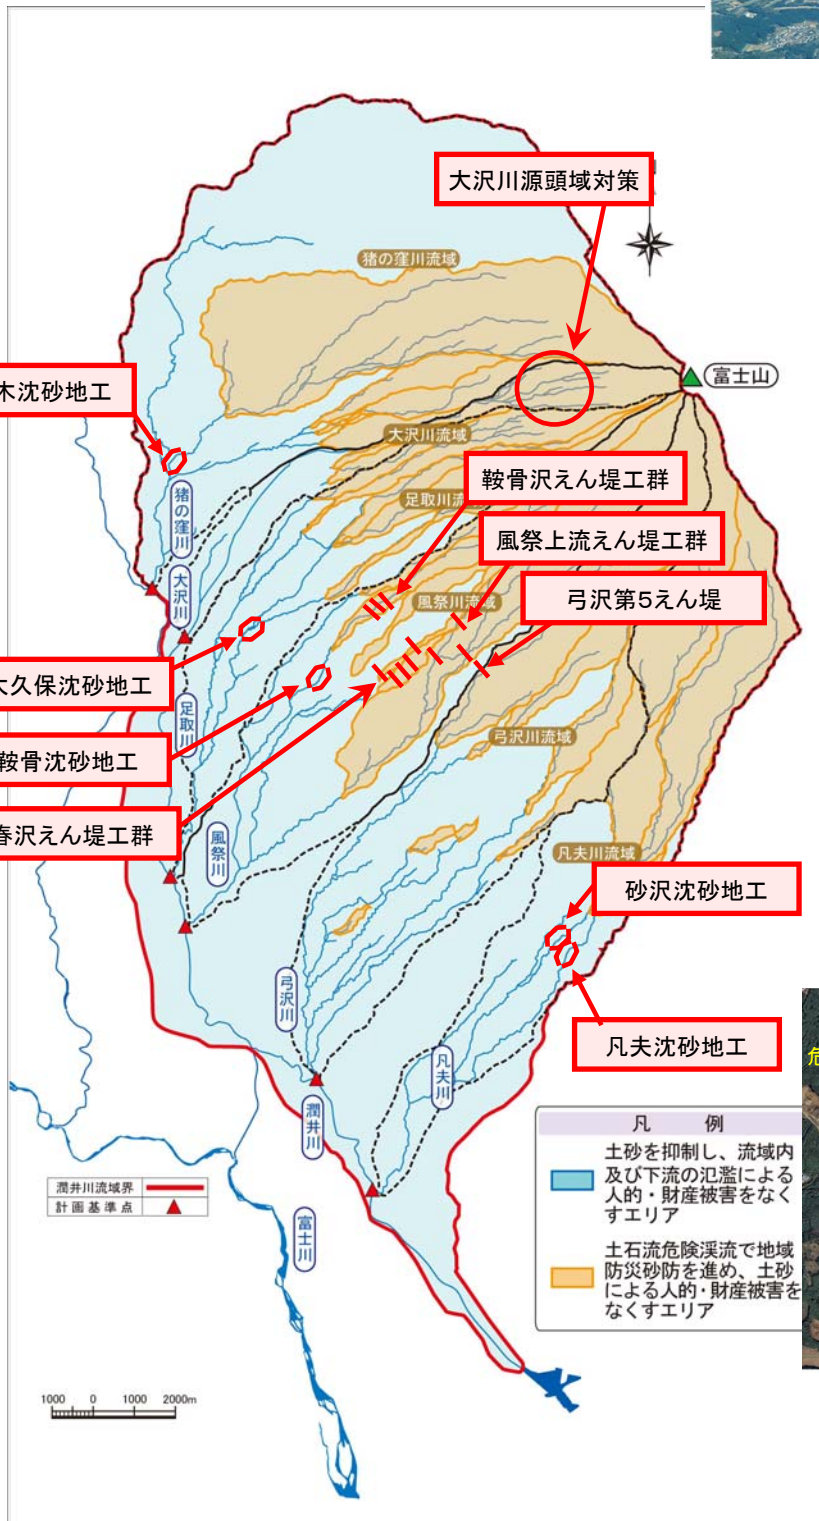 大沢川源頭域対策
猪の窪川流域
富士山
木沈砂地工
大沢川流域
鞍骨沢えん堤工群
足取川流
猪の窪川
風祭上流えん堤工群
大沢川
風祭川流域
弓沢第5えん堤
大久保沈砂地工
足取川
鞍骨沈砂地工
弓沢川流域
春沢えん堤工群
風祭川
凡夫川流域
砂沢沈砂地工
弓沢川
凡夫沈砂地工
凡夫川
潤井川
危
凡 例
土砂を抑制し、流域内
及び下流の氾濫による
人的・財産被害をなく
すエリア
土石流危険渓流で地域
防災砂防を進め、土砂
による人的・財産被害を
なくすエリア
潤井川流域界
計画基準点
富士川
1000 0 1000 2000m